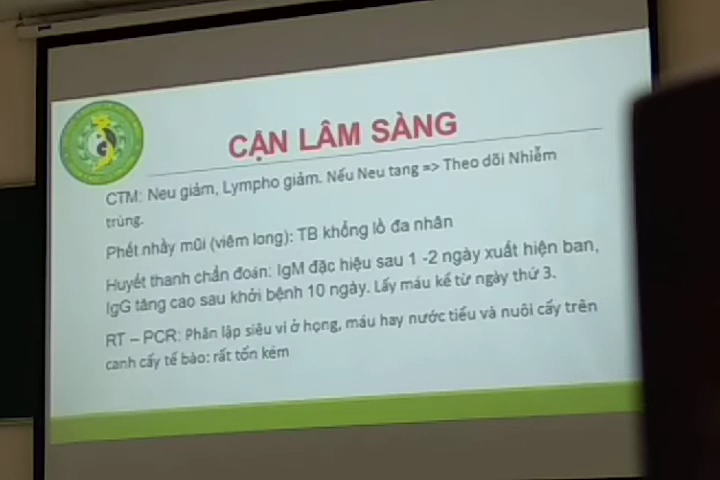 CẬN LÂM SÀNG
CTM: Neu giảm, Lympho giảm. Nếu Neu tang => Theo dõi Nhiễm
trùng.
Phết nhầy mũi (viêm long): TB khổng lồ đa nhân
Huyết thanh chẩn đoán: IgM đặc hiệu sau 1 -2 ngày xuất hiện ban,
IgG tăng cao sau khởi bệnh 10 ngày. Lấy máu kể từ ngày thứ 3.
RT – PCR: Phân lập siêu vi ở họng, máu hay nước tiểu và nuôi cấy trên
canh cấy tế bào: rất tốn kém